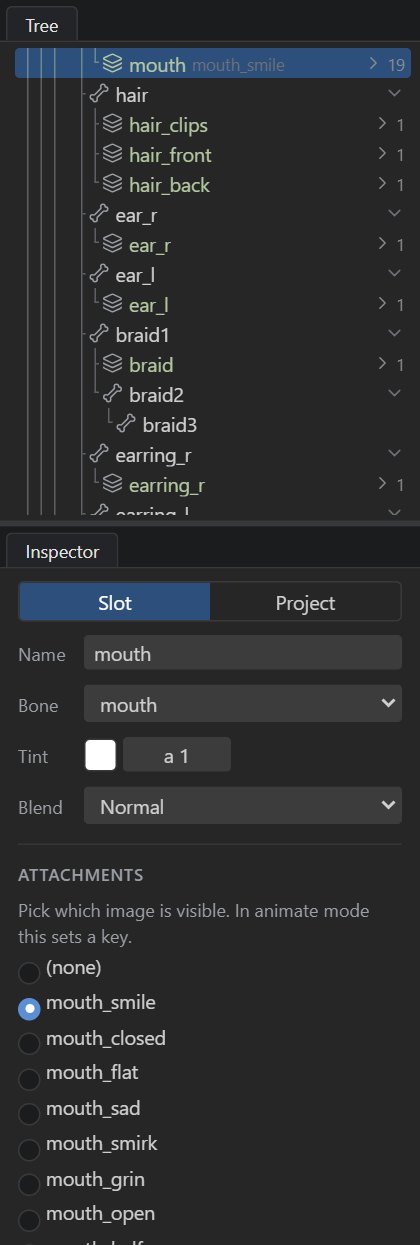 Tree
mouth mouth_smile > 19
hair
hair_clips > 1
hair_front > 1
hair_back > 1
ear_r
ear_r > 1
ear_l
ear_l > 1
braid1
braid > 1
braid2
braid3
earring_r
earring_r > 1
earring_l
Inspector
Slot Project
Name mouth
Bone mouth
Tint a 1
Blend Normal
ATTACHMENTS
Pick which image is visible. In animate mode
this sets a key.
(none)
mouth_smile
mouth_closed
mouth_flat
mouth_sad
mouth_smirk
mouth_grin
mouth_open